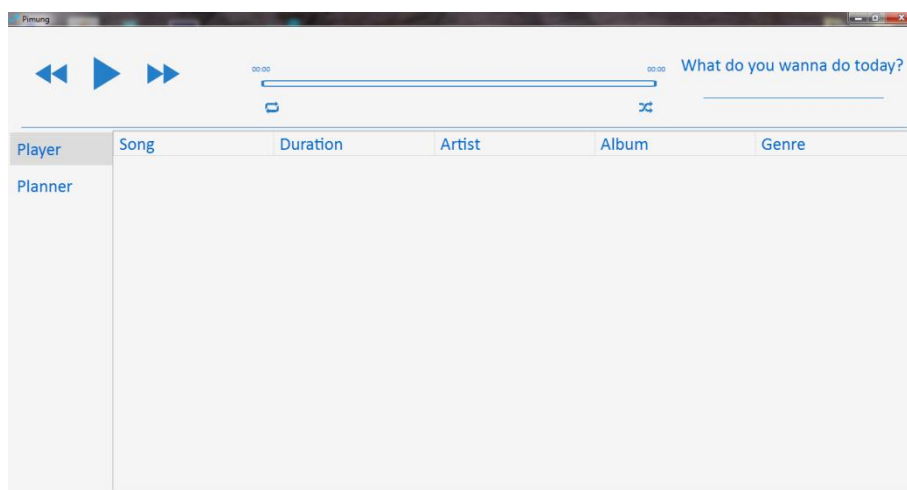 Pimung
00:00 00:00
What do you wanna do today?
Player
Planner
Song Duration Artist Album Genre